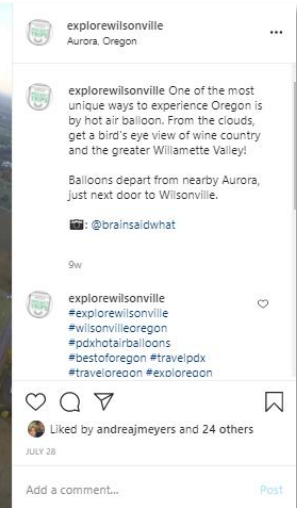 explorewilsonville
Aurora, Oregon
explorewilsonville One of the most
unique ways to experience Oregon is
by hot air balloon. From the clouds,
get a bird's eye view of wine country
and the greater Willamette Valley!
Balloons depart from nearby Aurora,
just next door to Wilsonville.
📷: @brainsaidwhat
9w
explorewilsonville
#explorewilsonville
#wilsonvilleoregon
#pdxhotairballoons
#bestoforegon #travelpdx
#traveloregon #exploregon
Liked by andreajmeyers and 24 others
JULY 28
Add a comment...
Post